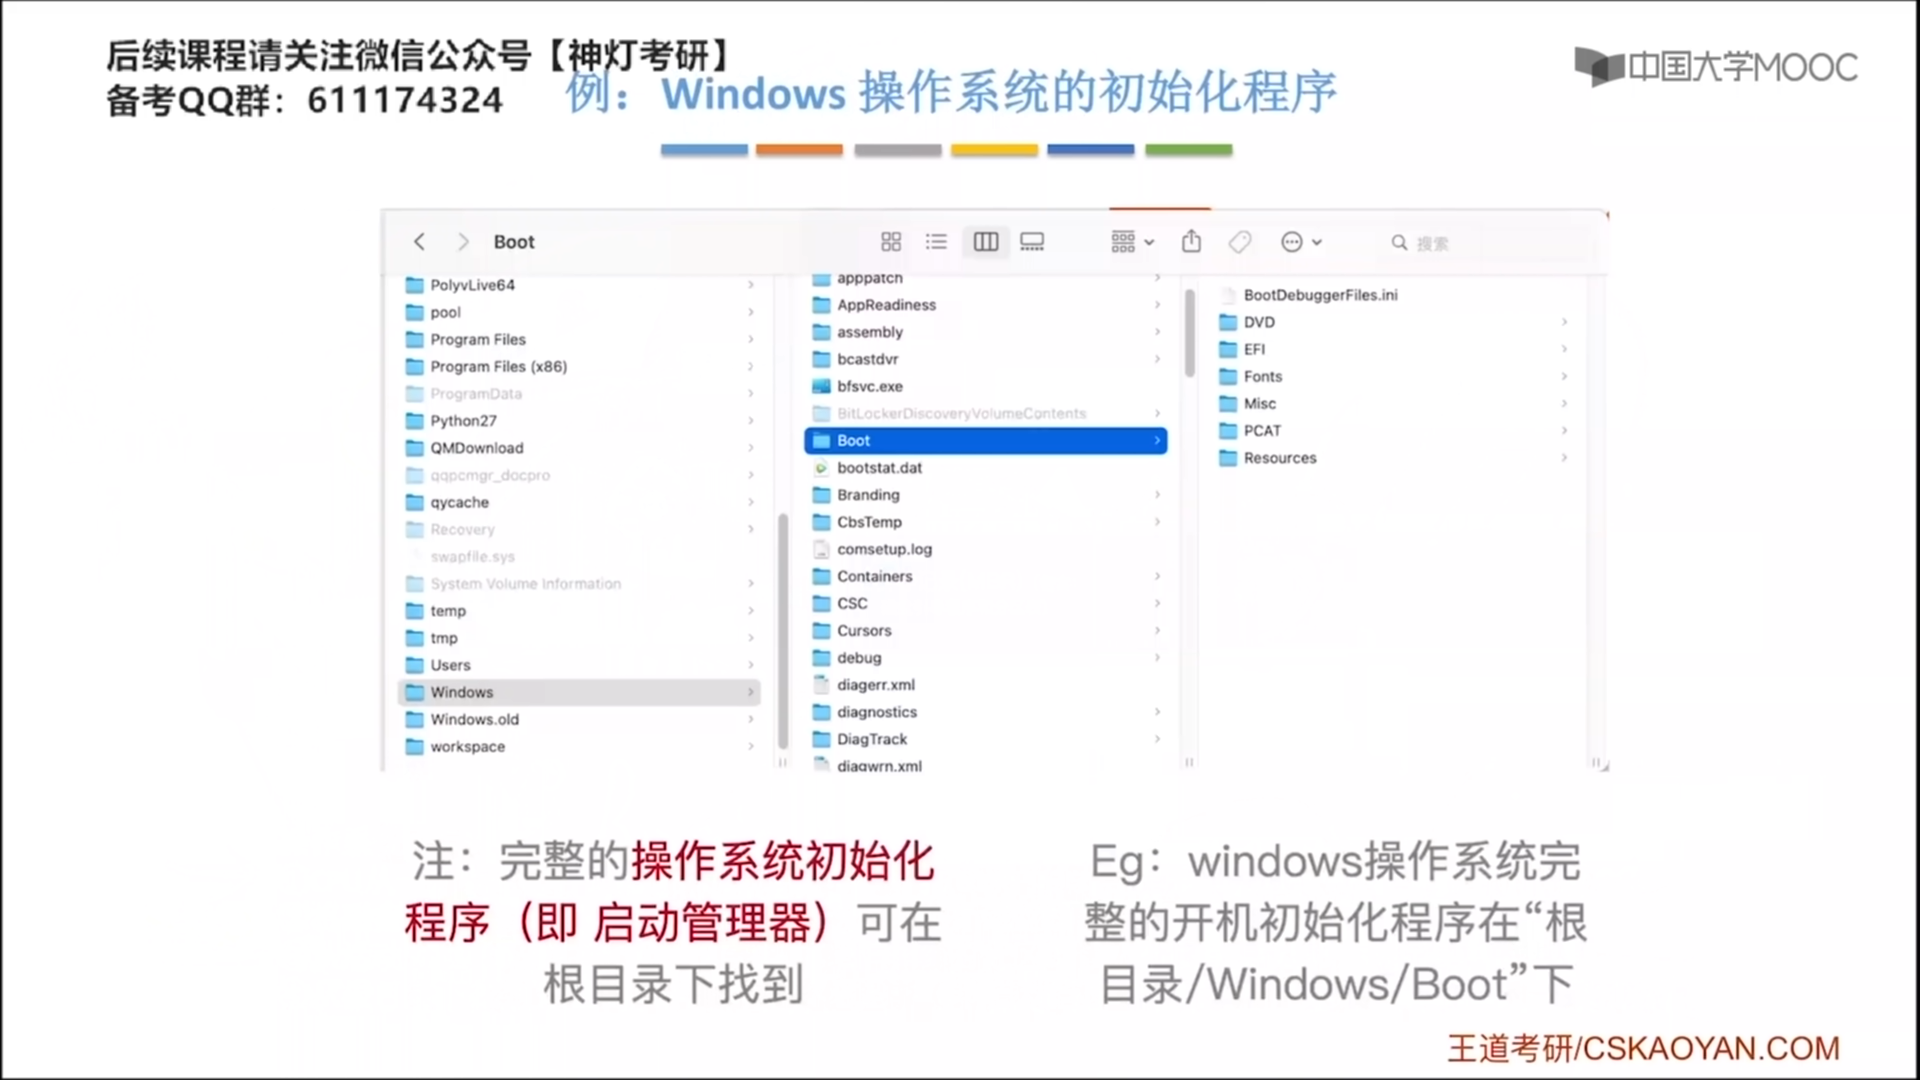 后续课程请关注微信公众号【神灯考研】
备考QQ群：611174324
例：Windows 操作系统的初始化程序
中国大学MOOC
Boot
搜索
PolyvLive64
pool
Program Files
Program Files (x86)
ProgramData
Python27
QMDownload
qqpcmgr_docpro
qycache
Recovery
swapfile.sys
System Volume Information
temp
tmp
Users
Windows
Windows.old
workspace
apppatch
AppReadiness
assembly
bcastdvr
bfsvc.exe
BitLockerDiscoveryVolumeContents
Boot
bootstat.dat
Branding
CbsTemp
comsetup.log
Containers
CSC
Cursors
debug
diagerr.xml
diagnostics
DiagTrack
diagwrn.xml
BootDebuggerFiles.ini
DVD
EFI
Fonts
Misc
PCAT
Resources
注：完整的操作系统初始化
程序（即 启动管理器）可在
根目录下找到
Eg：windows操作系统完
整的开机初始化程序在“根
目录/Windows/Boot”下
王道考研/CSKAOYAN.COM